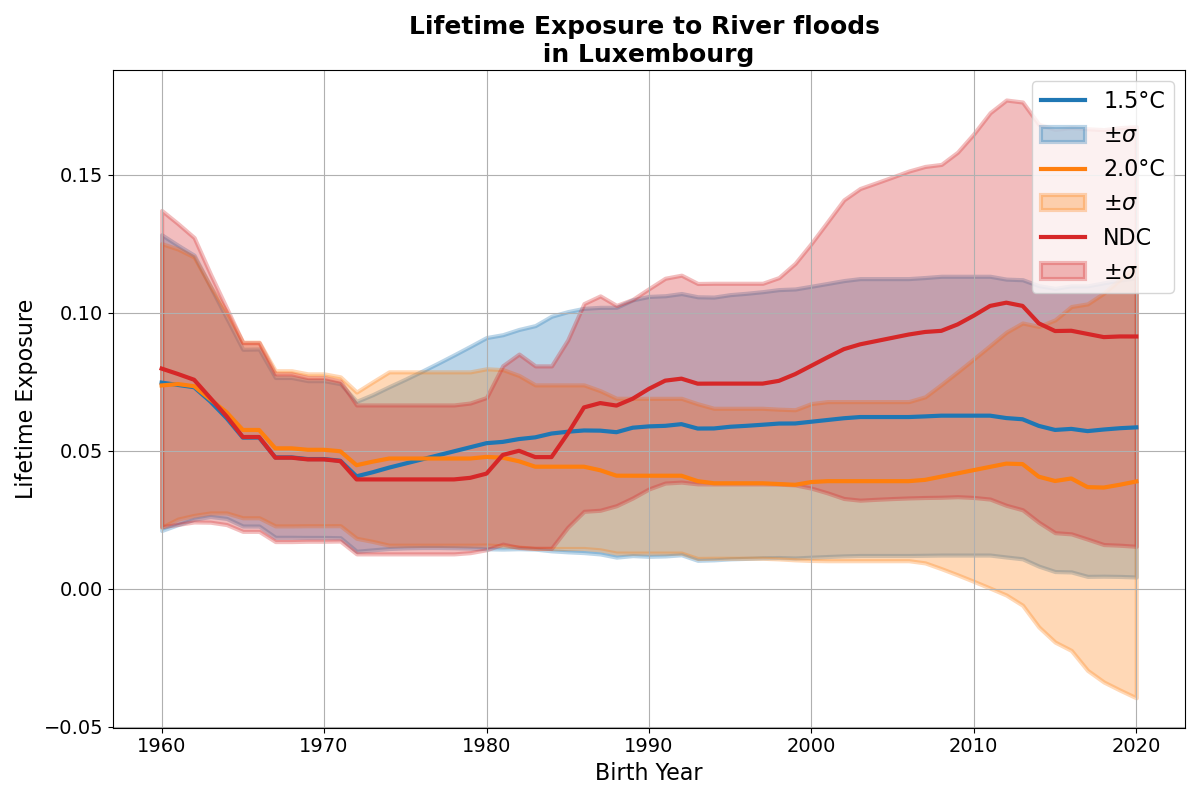 Lifetime Exposure to River floods
in Luxembourg
Lifetime Exposure
0.15
0.10
0.05
0.00
−0.05
1960
1970
1980
1990
2000
2010
2020
Birth Year
1.5°C
±σ
2.0°C
±σ
NDC
±σ